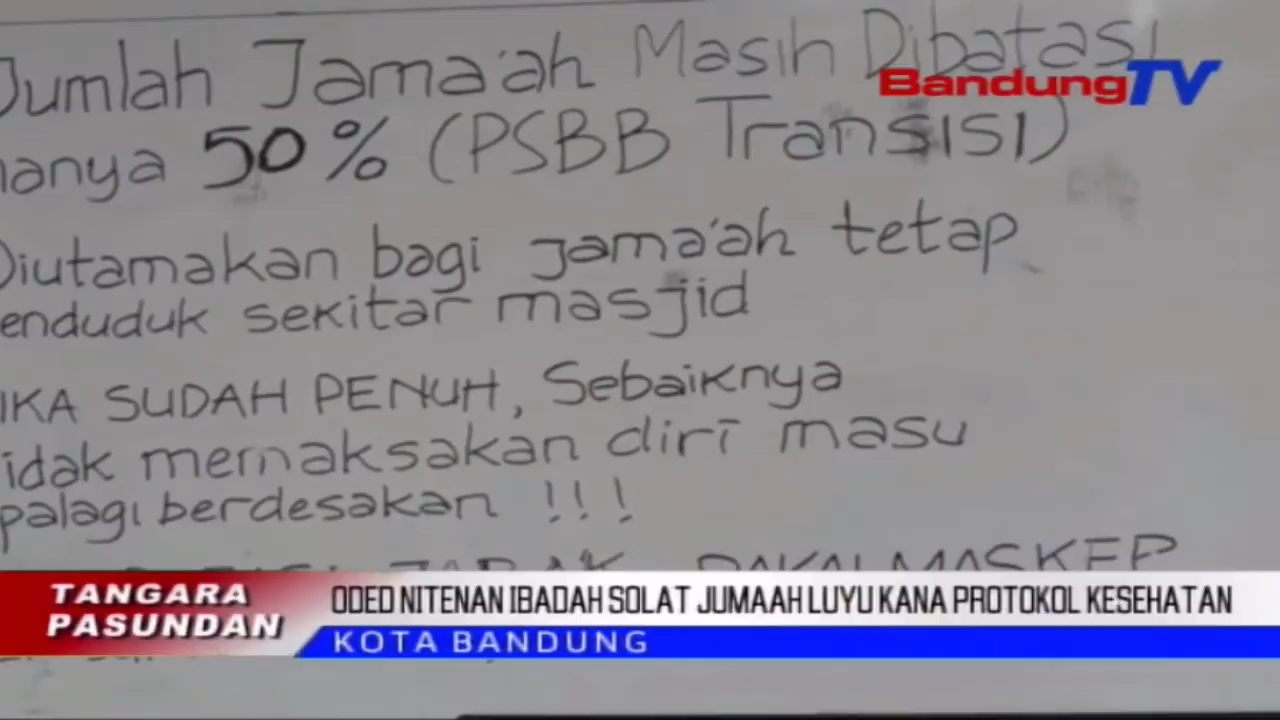 Jumlah Jama'ah Masih Dibatasi
BandungTV
hanya 50% (PSBB Transisi)
Diutamakan bagi jama'ah tetap
enduduk sekitar masjid
IKA SUDAH PENUH, Sebaiknya
idak memaksakan diri masu
palagi berdesakan !!!
PAKAI MASKER
TANGARA
PASUNDAN
ODED NITENAN IBADAH SOLAT JUMAAH LUYU KANA PROTOKOL KESEHATAN
KOTA BANDUNG